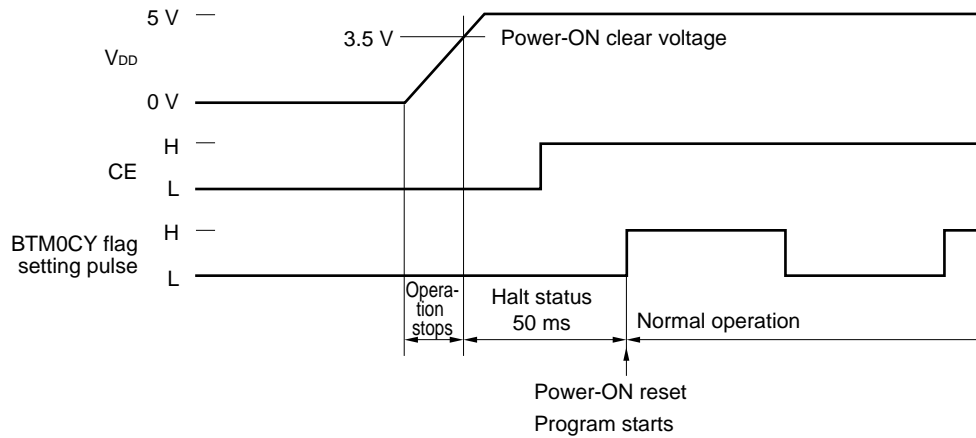 5 V
3.5 V
Power-ON clear voltage
VDD
0 V
H
CE
L
H
BTM0CY flag
setting pulse
L
Opera-
tion
stops
Halt status
50 ms
Normal operation
Power-ON reset
Program starts